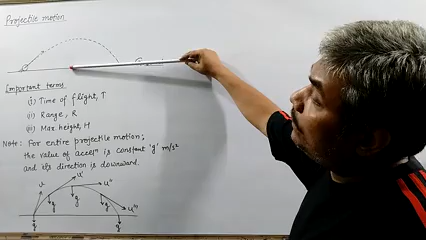 Projectile motion
Important terms
(i) Time of flight, T
(ii) Range, R
(iii) Max height, H
Note: For entire projectile motion;
the value of accelⁿ is constant 'g' m/s²
and its direction is downward.
u' u'' u'''
u g g g
g g